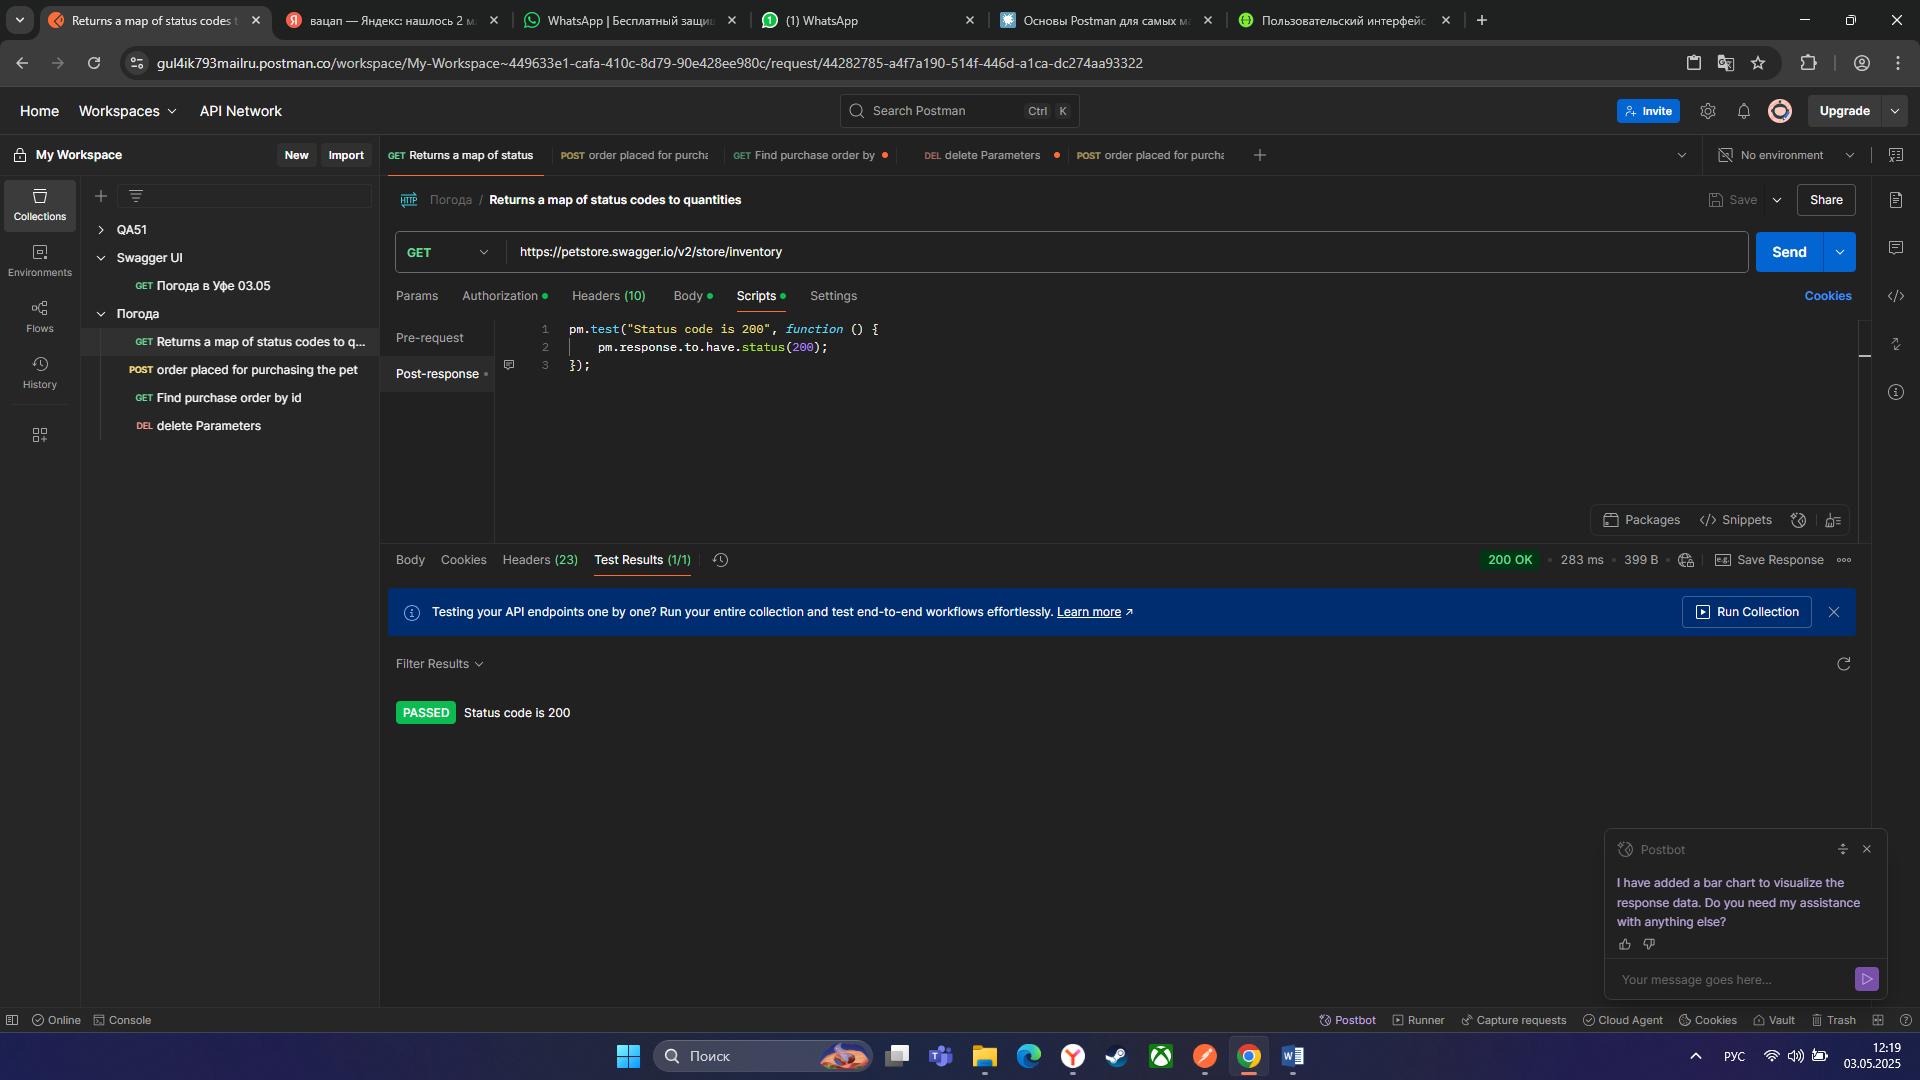 Returns a map of status codes t
вацап — Яндекс: нашлось 2 м
WhatsApp | Бесплатный защи
(1) WhatsApp
Основы Postman для самых м
Пользовательский интерфейс
gul4ik793mailru.postman.co/workspace/My-Workspace~449633e1-cafa-410c-8d79-90e428ee980c/request/44282785-a4f7a190-514f-446d-a1ca-dc274aa93322
Home Workspaces API Network
Search Postman Ctrl K
Invite
Upgrade
My Workspace New Import
GET Returns a map of status
POST order placed for purcha
GET Find purchase order by
DEL delete Parameters
POST order placed for purcha
No environment
Collections
Environments
Flows
History
QA51
Swagger UI
GET Погода в Уфе 03.05
Погода
GET Returns a map of status codes to q...
POST order placed for purchasing the pet
GET Find purchase order by id
DEL delete Parameters
HTTP Погода / Returns a map of status codes to quantities
Save Share
GET https://petstore.swagger.io/v2/store/inventory
Send
Params Authorization Headers (10) Body Scripts Settings
Cookies
Pre-request
Post-response
1 pm.test("Status code is 200", function () {
2 pm.response.to.have.status(200);
3 });
Packages Snippets
Body Cookies Headers (23) Test Results (1/1)
200 OK 283 ms 399 B e.g. Save Response
Testing your API endpoints one by one? Run your entire collection and test end-to-end workflows effortlessly. Learn more
Run Collection
Filter Results
PASSED Status code is 200
Postbot
I have added a bar chart to visualize the
response data. Do you need my assistance
with anything else?
Your message goes here...
Online Console
Postbot Runner Capture requests Cloud Agent Cookies Vault Trash
Поиск
РУС
12:19
03.05.2025